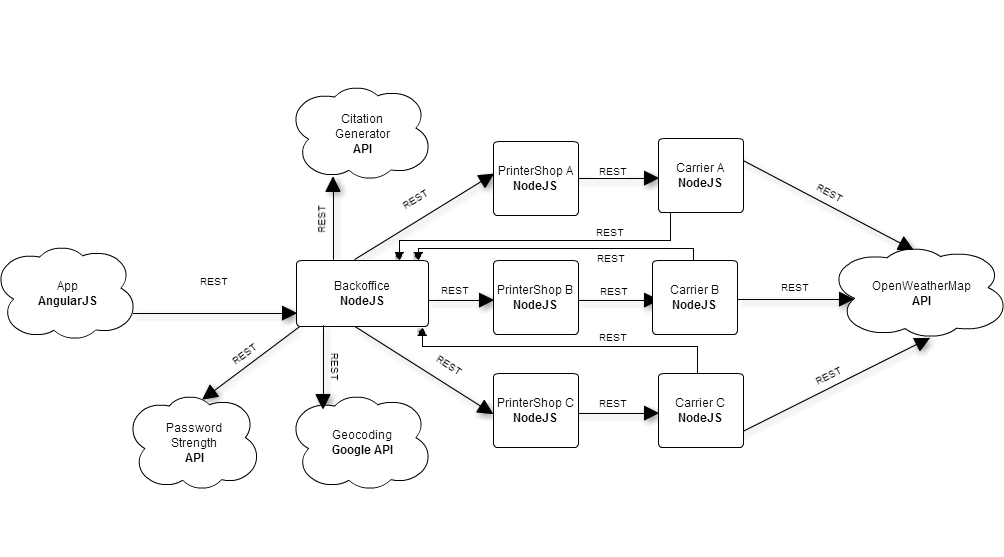 Citation
Generator
API
REST
REST
PrinterShop A
NodeJS
REST
Carrier A
NodeJS
REST
REST
REST
App
AngularJS
REST
Backoffice
NodeJS
REST
PrinterShop B
NodeJS
REST
Carrier B
NodeJS
REST
OpenWeatherMap
API
REST
REST
REST
REST
REST
PrinterShop C
NodeJS
REST
Carrier C
NodeJS
REST
Password
Strength
API
Geocoding
Google API